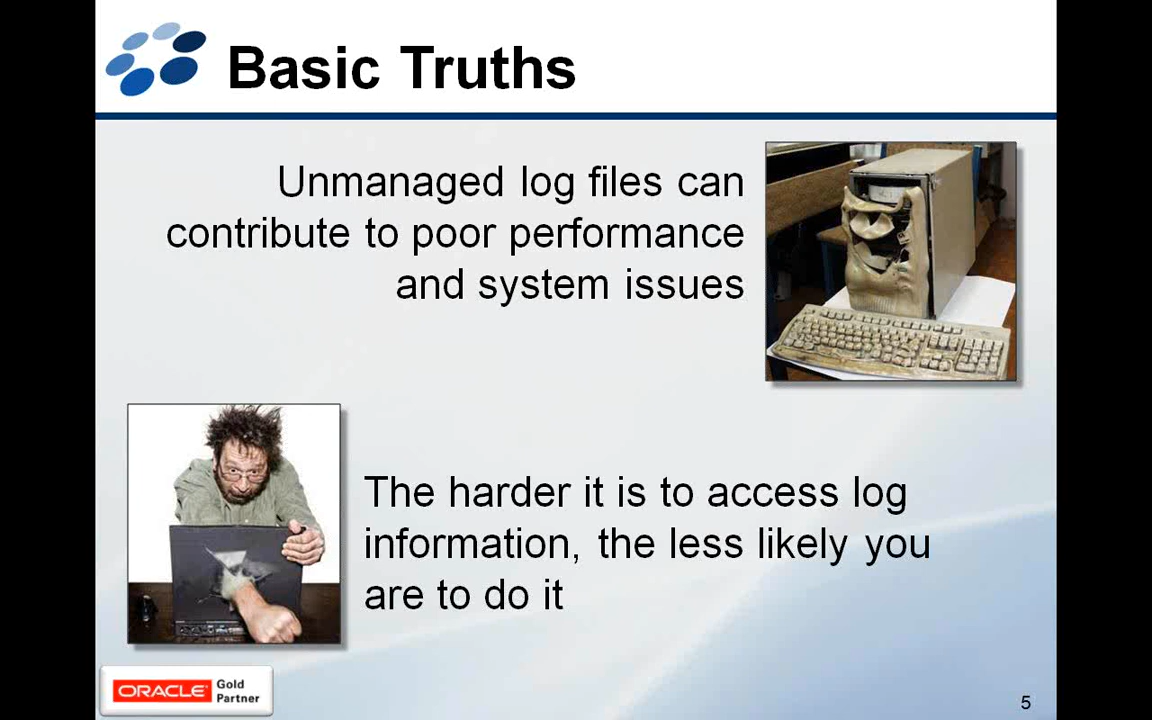 Basic Truths
Unmanaged log files can
contribute to poor performance
and system issues
The harder it is to access log
information, the less likely you
are to do it
ORACLE
Gold
Partner
5